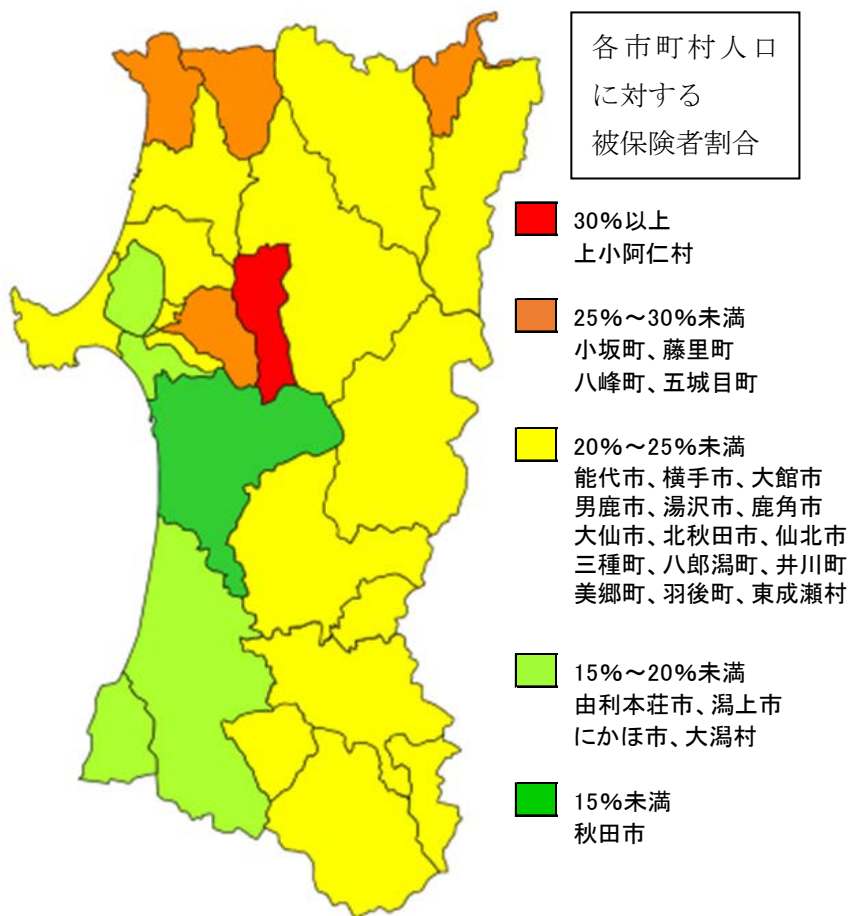 各市町村人口
に対する
被保険者割合
30%以上
上小阿仁村
25%～30%未満
小坂町、藤里町
八峰町、五城目町
20%～25%未満
能代市、横手市、大館市
男鹿市、湯沢市、鹿角市
大仙市、北秋田市、仙北市
三種町、八郎潟町、井川町
美郷町、羽後町、東成瀬村
15%～20%未満
由利本荘市、潟上市
にかほ市、大潟村
15%未満
秋田市